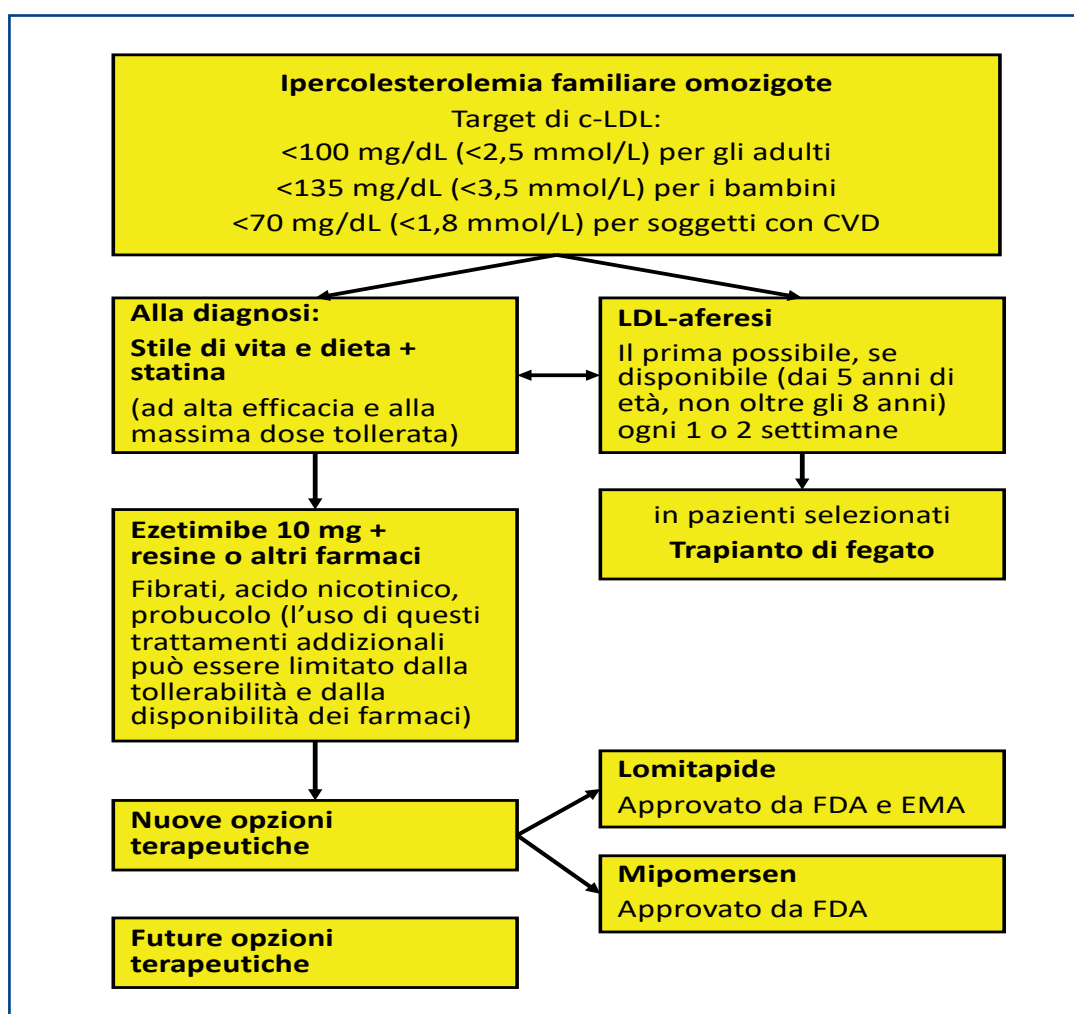 Ipercolesterolemia familiare omozigote
Target di c-LDL:
<100 mg/dL (<2,5 mmol/L) per gli adulti
<135 mg/dL (<3,5 mmol/L) per i bambini
<70 mg/dL (<1,8 mmol/L) per soggetti con CVD
Alla diagnosi:
Stile di vita e dieta +
statina
(ad alta efficacia e alla
massima dose tollerata)
LDL-aferesi
Il prima possibile, se
disponibile (dai 5 anni di
età, non oltre gli 8 anni)
ogni 1 o 2 settimane
Ezetimibe 10 mg +
resine o altri farmaci
Fibrati, acido nicotinico,
probucolo (l’uso di questi
trattamenti addizionali
può essere limitato dalla
tollerabilità e dalla
disponibilità dei farmaci)
in pazienti selezionati
Trapianto di fegato
Nuove opzioni
terapeutiche
Lomitapide
Approvato da FDA e EMA
Mipomersen
Approvato da FDA
Future opzioni
terapeutiche